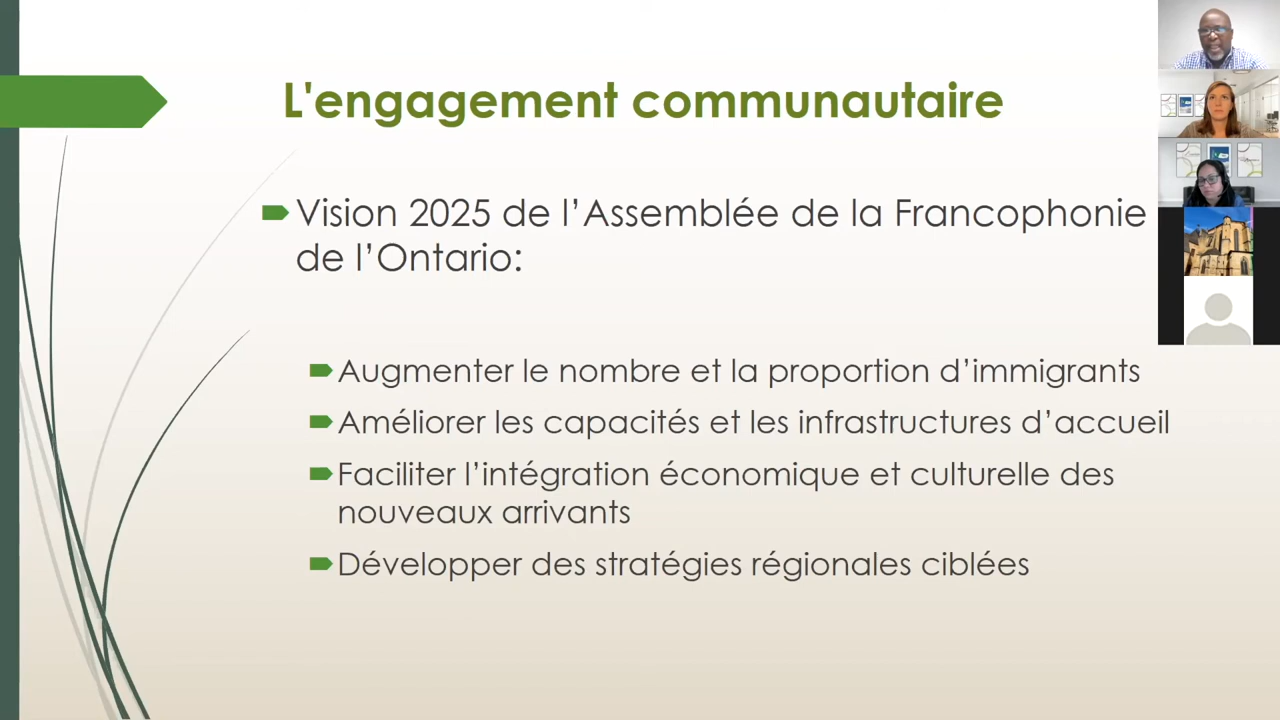 L'engagement communautaire
Vision 2025 de l’Assemblée de la Francophonie
de l’Ontario:
Augmenter le nombre et la proportion d’immigrants
Améliorer les capacités et les infrastructures d’accueil
Faciliter l’intégration économique et culturelle des
nouveaux arrivants
Développer des stratégies régionales ciblées